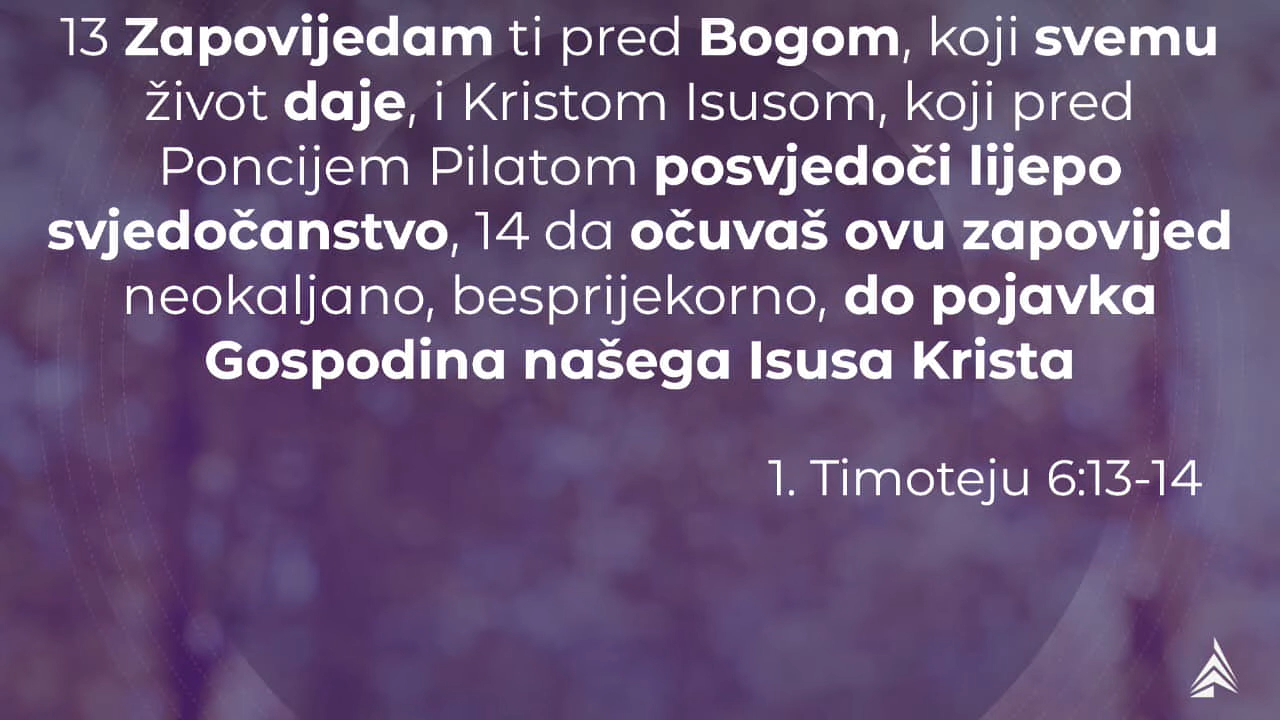 13 Zapovijedam ti pred Bogom, koji svemu
život daje, i Kristom Isusom, koji pred
Poncijem Pilatom posvjedoči lijepo
svjedočanstvo, 14 da očuvaš ovu zapovijed
neokaljano, besprijekorno, do pojavka
Gospodina našega Isusa Krista
1. Timoteju 6:13-14